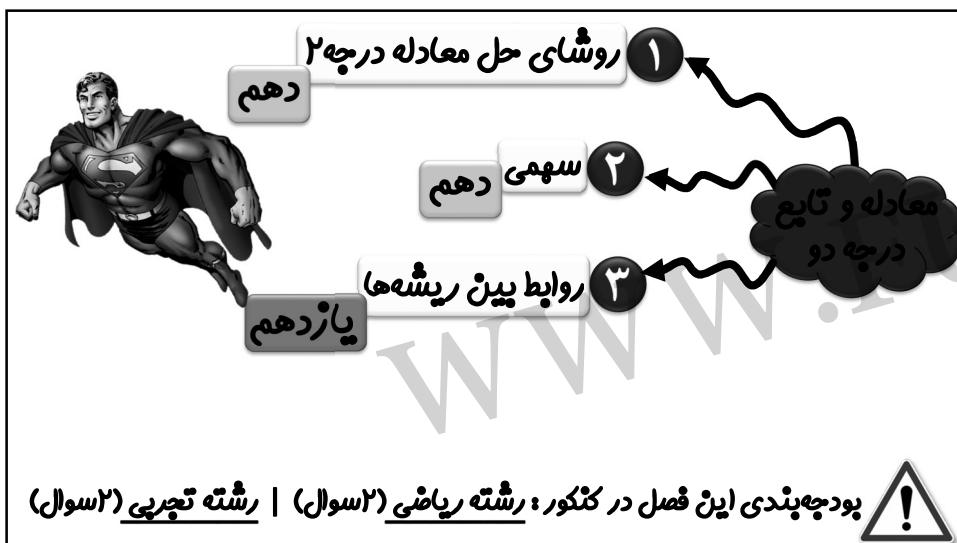 ۱ روشای حل معادله درجه۲
دهم
۲ سهمی
دهم
معادله و تابع
درجه دو
۳ روابط بین ریشه‌ها
یازدهم
www.
بودجه‌بندی این فصل در کنکور : رشته ریاضی (۲سوال) | رشته تجربی (۲سوال)